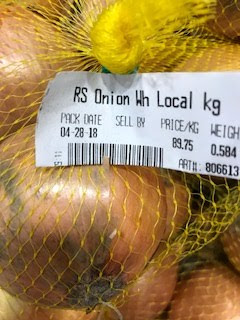 RS Onion Wh Local kg
PACK DATE SELL BY PRICE/KG WEIGH
04-28-18 89.75 0.584
ART#: 806613